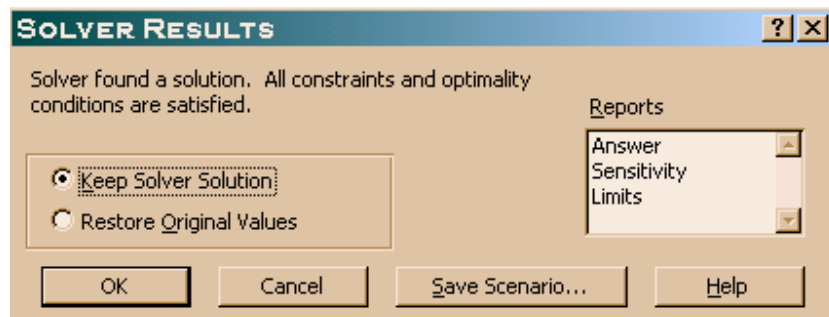 SOLVER RESULTS
Solver found a solution.  All constraints and optimality
conditions are satisfied.
Reports
Answer
Sensitivity
Limits
Keep Solver Solution
Restore Original Values
OK
Cancel
Save Scenario...
Help